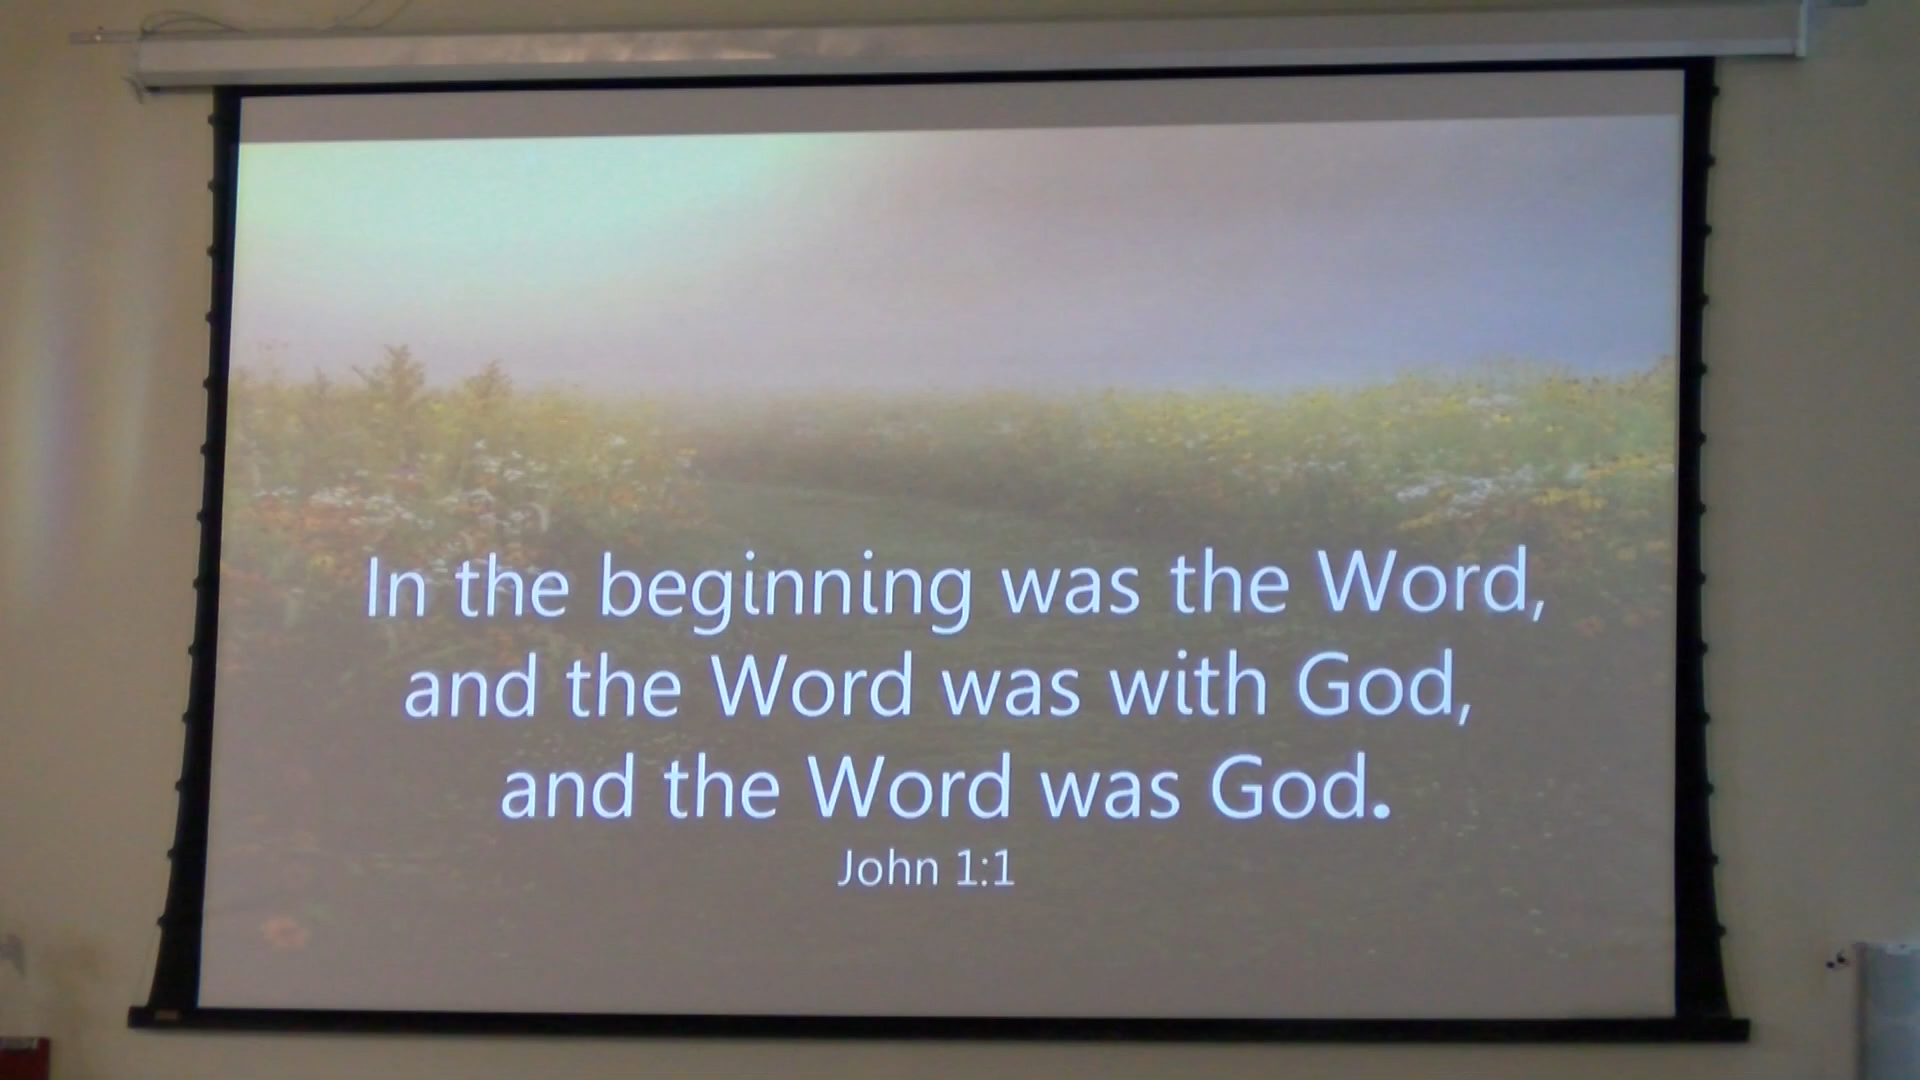 In the beginning was the Word,
and the Word was with God,
and the Word was God.
John 1:1